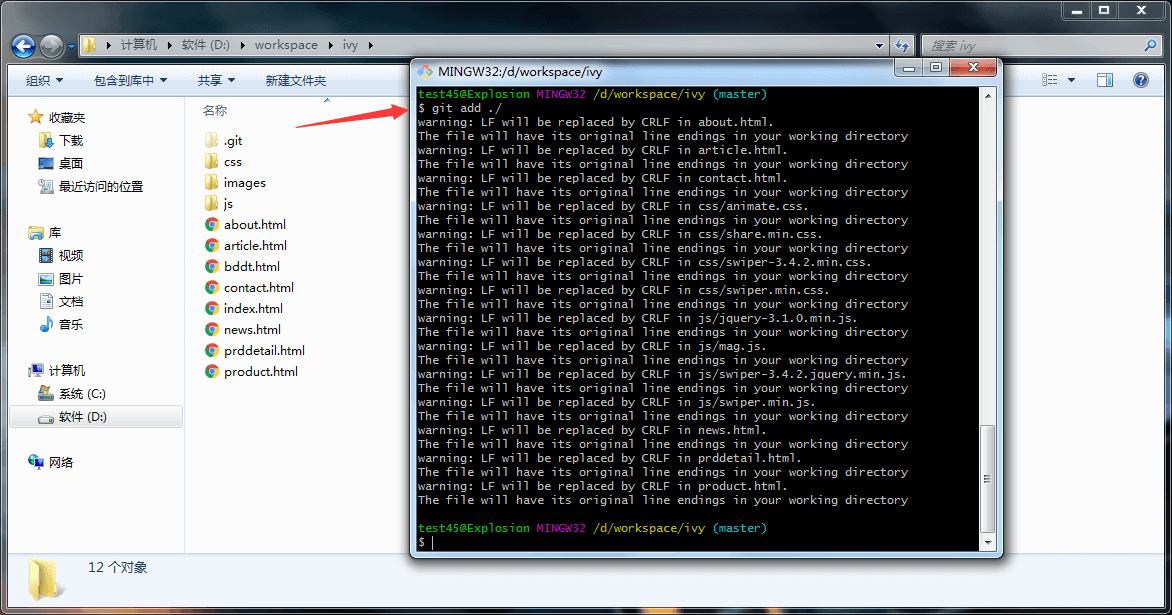 计算机 软件 (D:) workspace ivy
搜索 ivy
组织 包含到库中 共享 新建文件夹
收藏夹
下载
桌面
最近访问的位置
库
视频
图片
文档
音乐
计算机
系统 (C:)
软件 (D:)
网络
名称
.git
css
images
js
about.html
article.html
bddt.html
contact.html
index.html
news.html
prddetail.html
product.html
12 个对象
MINGW32:/d/workspace/ivy
test45@Explosion MINGW32 /d/workspace/ivy (master)
$ git add ./
warning: LF will be replaced by CRLF in about.html.
The file will have its original line endings in your working directory
warning: LF will be replaced by CRLF in article.html.
The file will have its original line endings in your working directory
warning: LF will be replaced by CRLF in contact.html.
The file will have its original line endings in your working directory
warning: LF will be replaced by CRLF in css/animate.css.
The file will have its original line endings in your working directory
warning: LF will be replaced by CRLF in css/share.min.css.
The file will have its original line endings in your working directory
warning: LF will be replaced by CRLF in css/swiper-3.4.2.min.css.
The file will have its original line endings in your working directory
warning: LF will be replaced by CRLF in css/swiper.min.css.
The file will have its original line endings in your working directory
warning: LF will be replaced by CRLF in js/jquery-3.1.0.min.js.
The file will have its original line endings in your working directory
warning: LF will be replaced by CRLF in js/mag.js.
The file will have its original line endings in your working directory
warning: LF will be replaced by CRLF in js/swiper-3.4.2.jquery.min.js.
The file will have its original line endings in your working directory
warning: LF will be replaced by CRLF in js/swiper.min.js.
The file will have its original line endings in your working directory
warning: LF will be replaced by CRLF in news.html.
The file will have its original line endings in your working directory
warning: LF will be replaced by CRLF in prddetail.html.
The file will have its original line endings in your working directory
warning: LF will be replaced by CRLF in product.html.
The file will have its original line endings in your working directory
test45@Explosion MINGW32 /d/workspace/ivy (master)
$